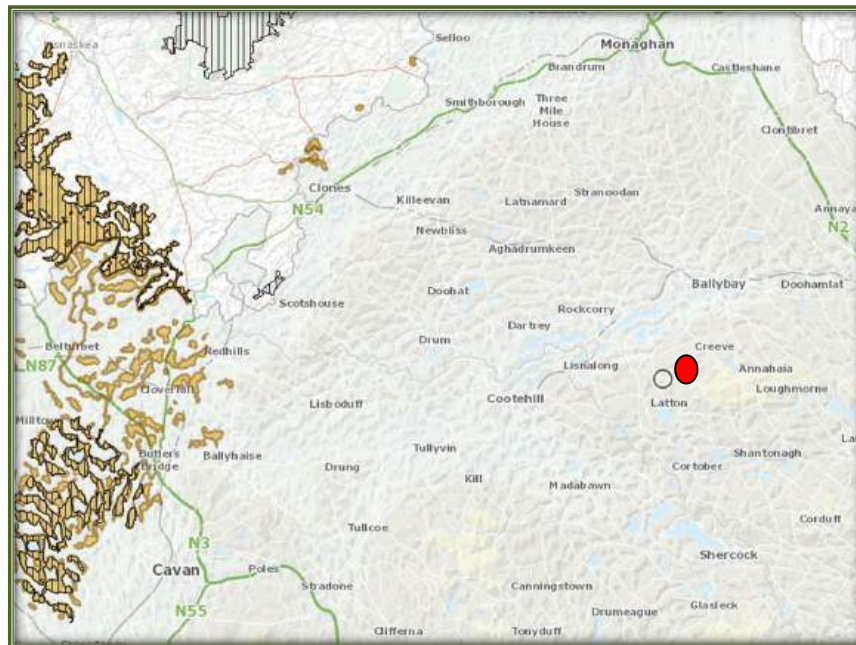 Selloo
Monaghan
Brandrum
Castleshane
Smithborough
Three
Mile
House
Clontibret
Clones
Killeevan
Latnamard
Stranoodan
N54
Newbliss
Aghadrumkeen
N2
Scotshouse
Doohat
Ballybay
Doohamlat
Rockcorry
Dartrey
Drum
Creeve
Belturbet
Redhills
N87
Lisnalong
Annahaia
Cloverhill
Loughmorne
Lisboduff
Cootehill
Latton
Butlers
Bridge
Ballyhaise
Tullyvin
Shantonagh
Drung
Kill
Cortober
Madabawn
Tullcoe
Corduff
N3
Cavan
Poles
Shercock
Stradone
Canningstown
N55
Drumeague
Glasleck
Clifferna
Tonyduff